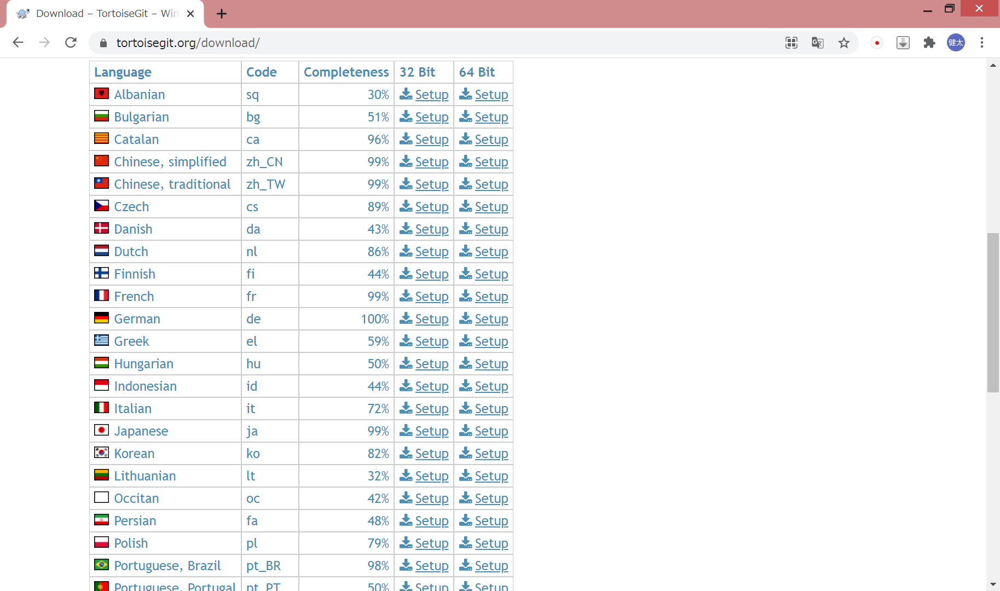 Download – TortoiseGit – Win
tortoisegit.org/download/
健太
Language Code Completeness 32 Bit 64 Bit
Albanian sq 30% Setup Setup
Bulgarian bg 51% Setup Setup
Catalan ca 96% Setup Setup
Chinese, simplified zh_CN 99% Setup Setup
Chinese, traditional zh_TW 99% Setup Setup
Czech cs 89% Setup Setup
Danish da 43% Setup Setup
Dutch nl 86% Setup Setup
Finnish fi 44% Setup Setup
French fr 99% Setup Setup
German de 100% Setup Setup
Greek el 59% Setup Setup
Hungarian hu 50% Setup Setup
Indonesian id 44% Setup Setup
Italian it 72% Setup Setup
Japanese ja 99% Setup Setup
Korean ko 82% Setup Setup
Lithuanian lt 32% Setup Setup
Occitan oc 42% Setup Setup
Persian fa 48% Setup Setup
Polish pl 79% Setup Setup
Portuguese, Brazil pt_BR 98% Setup Setup
Portuguese, Portugal pt_PT 50% Setup Setup